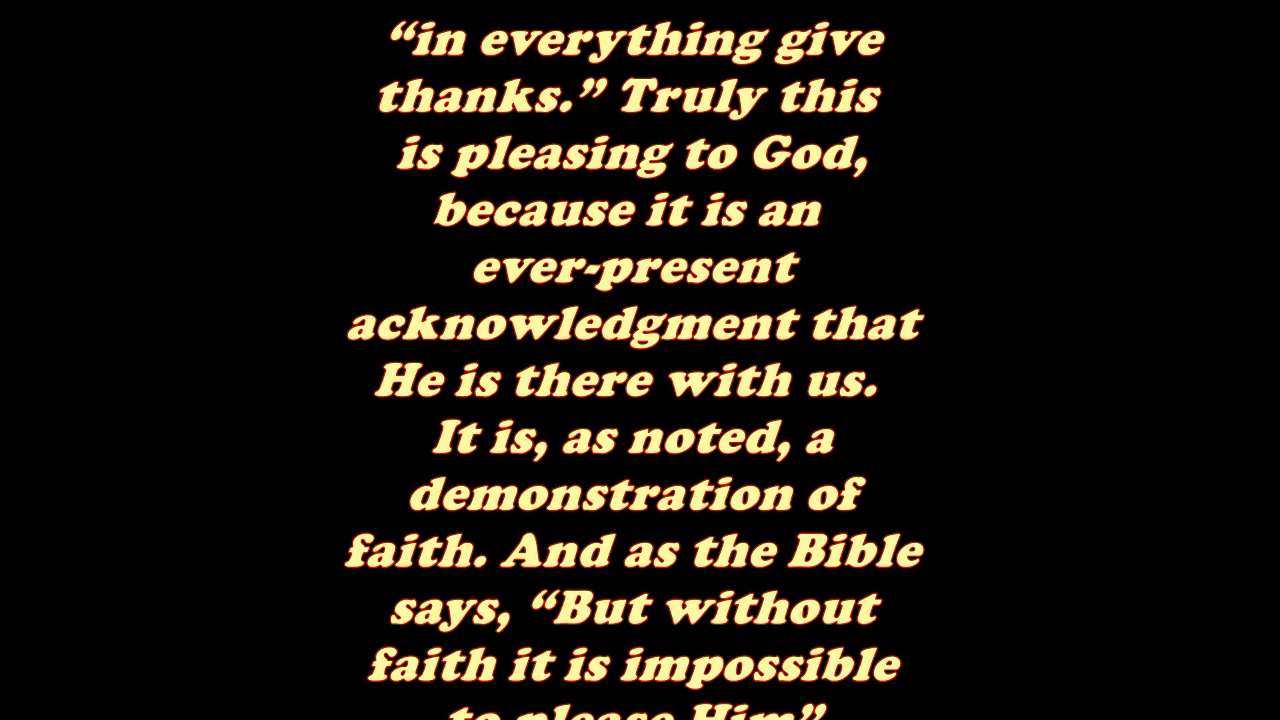 “in everything give
thanks.” Truly this
is pleasing to God,
because it is an
ever-present
acknowledgment that
He is there with us.
It is, as noted, a
demonstration of
faith. And as the Bible
says, “But without
faith it is impossible
to please Him”